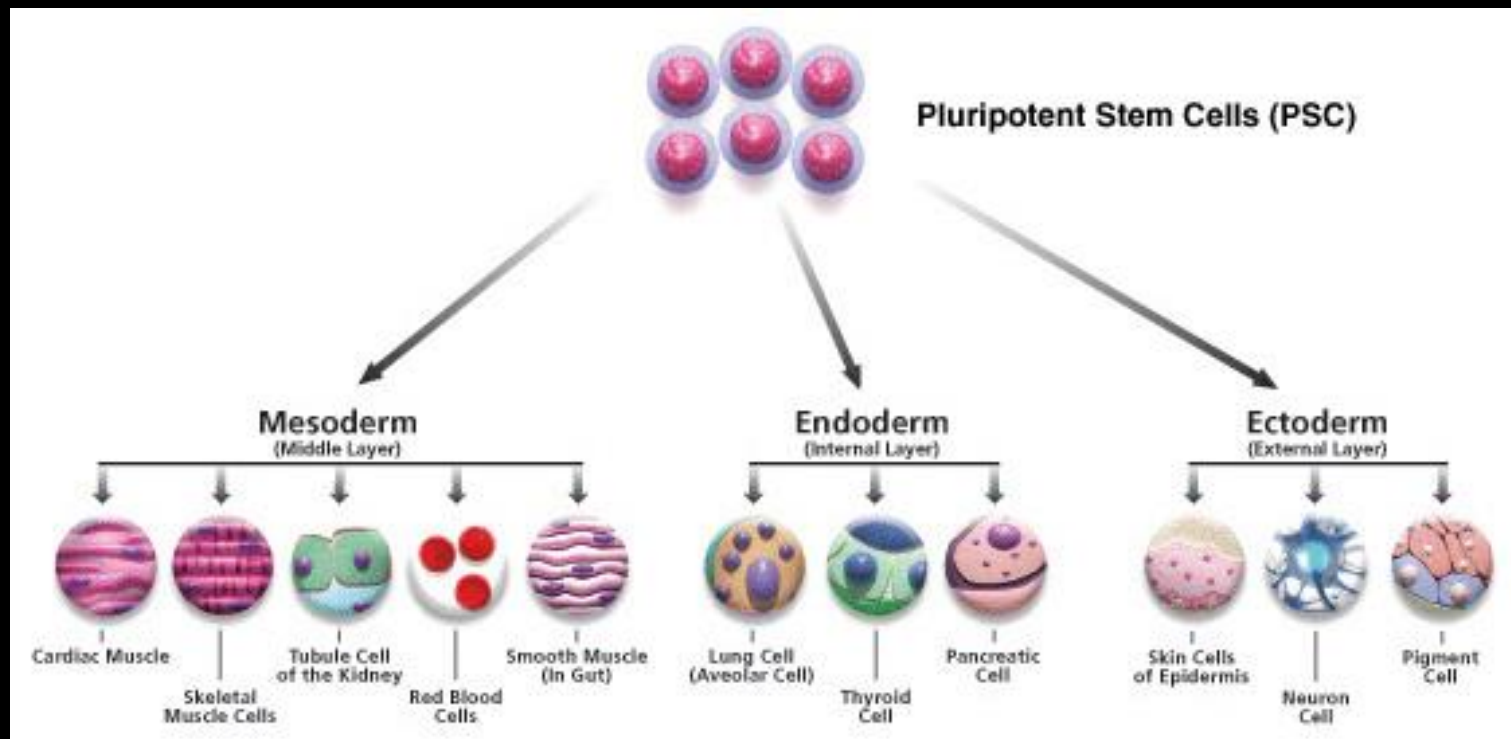 Pluripotent Stem Cells (PSC)
Mesoderm
(Middle Layer)
Endoderm
(Internal Layer)
Ectoderm
(External Layer)
Cardiac Muscle
Skeletal
Muscle Cells
Tubule Cell
of the Kidney
Red Blood
Cells
Smooth Muscle
(In Gut)
Lung Cell
(Aveolar Cell)
Thyroid
Cell
Pancreatic
Cell
Skin Cells
of Epidermis
Neuron
Cell
Pigment
Cell